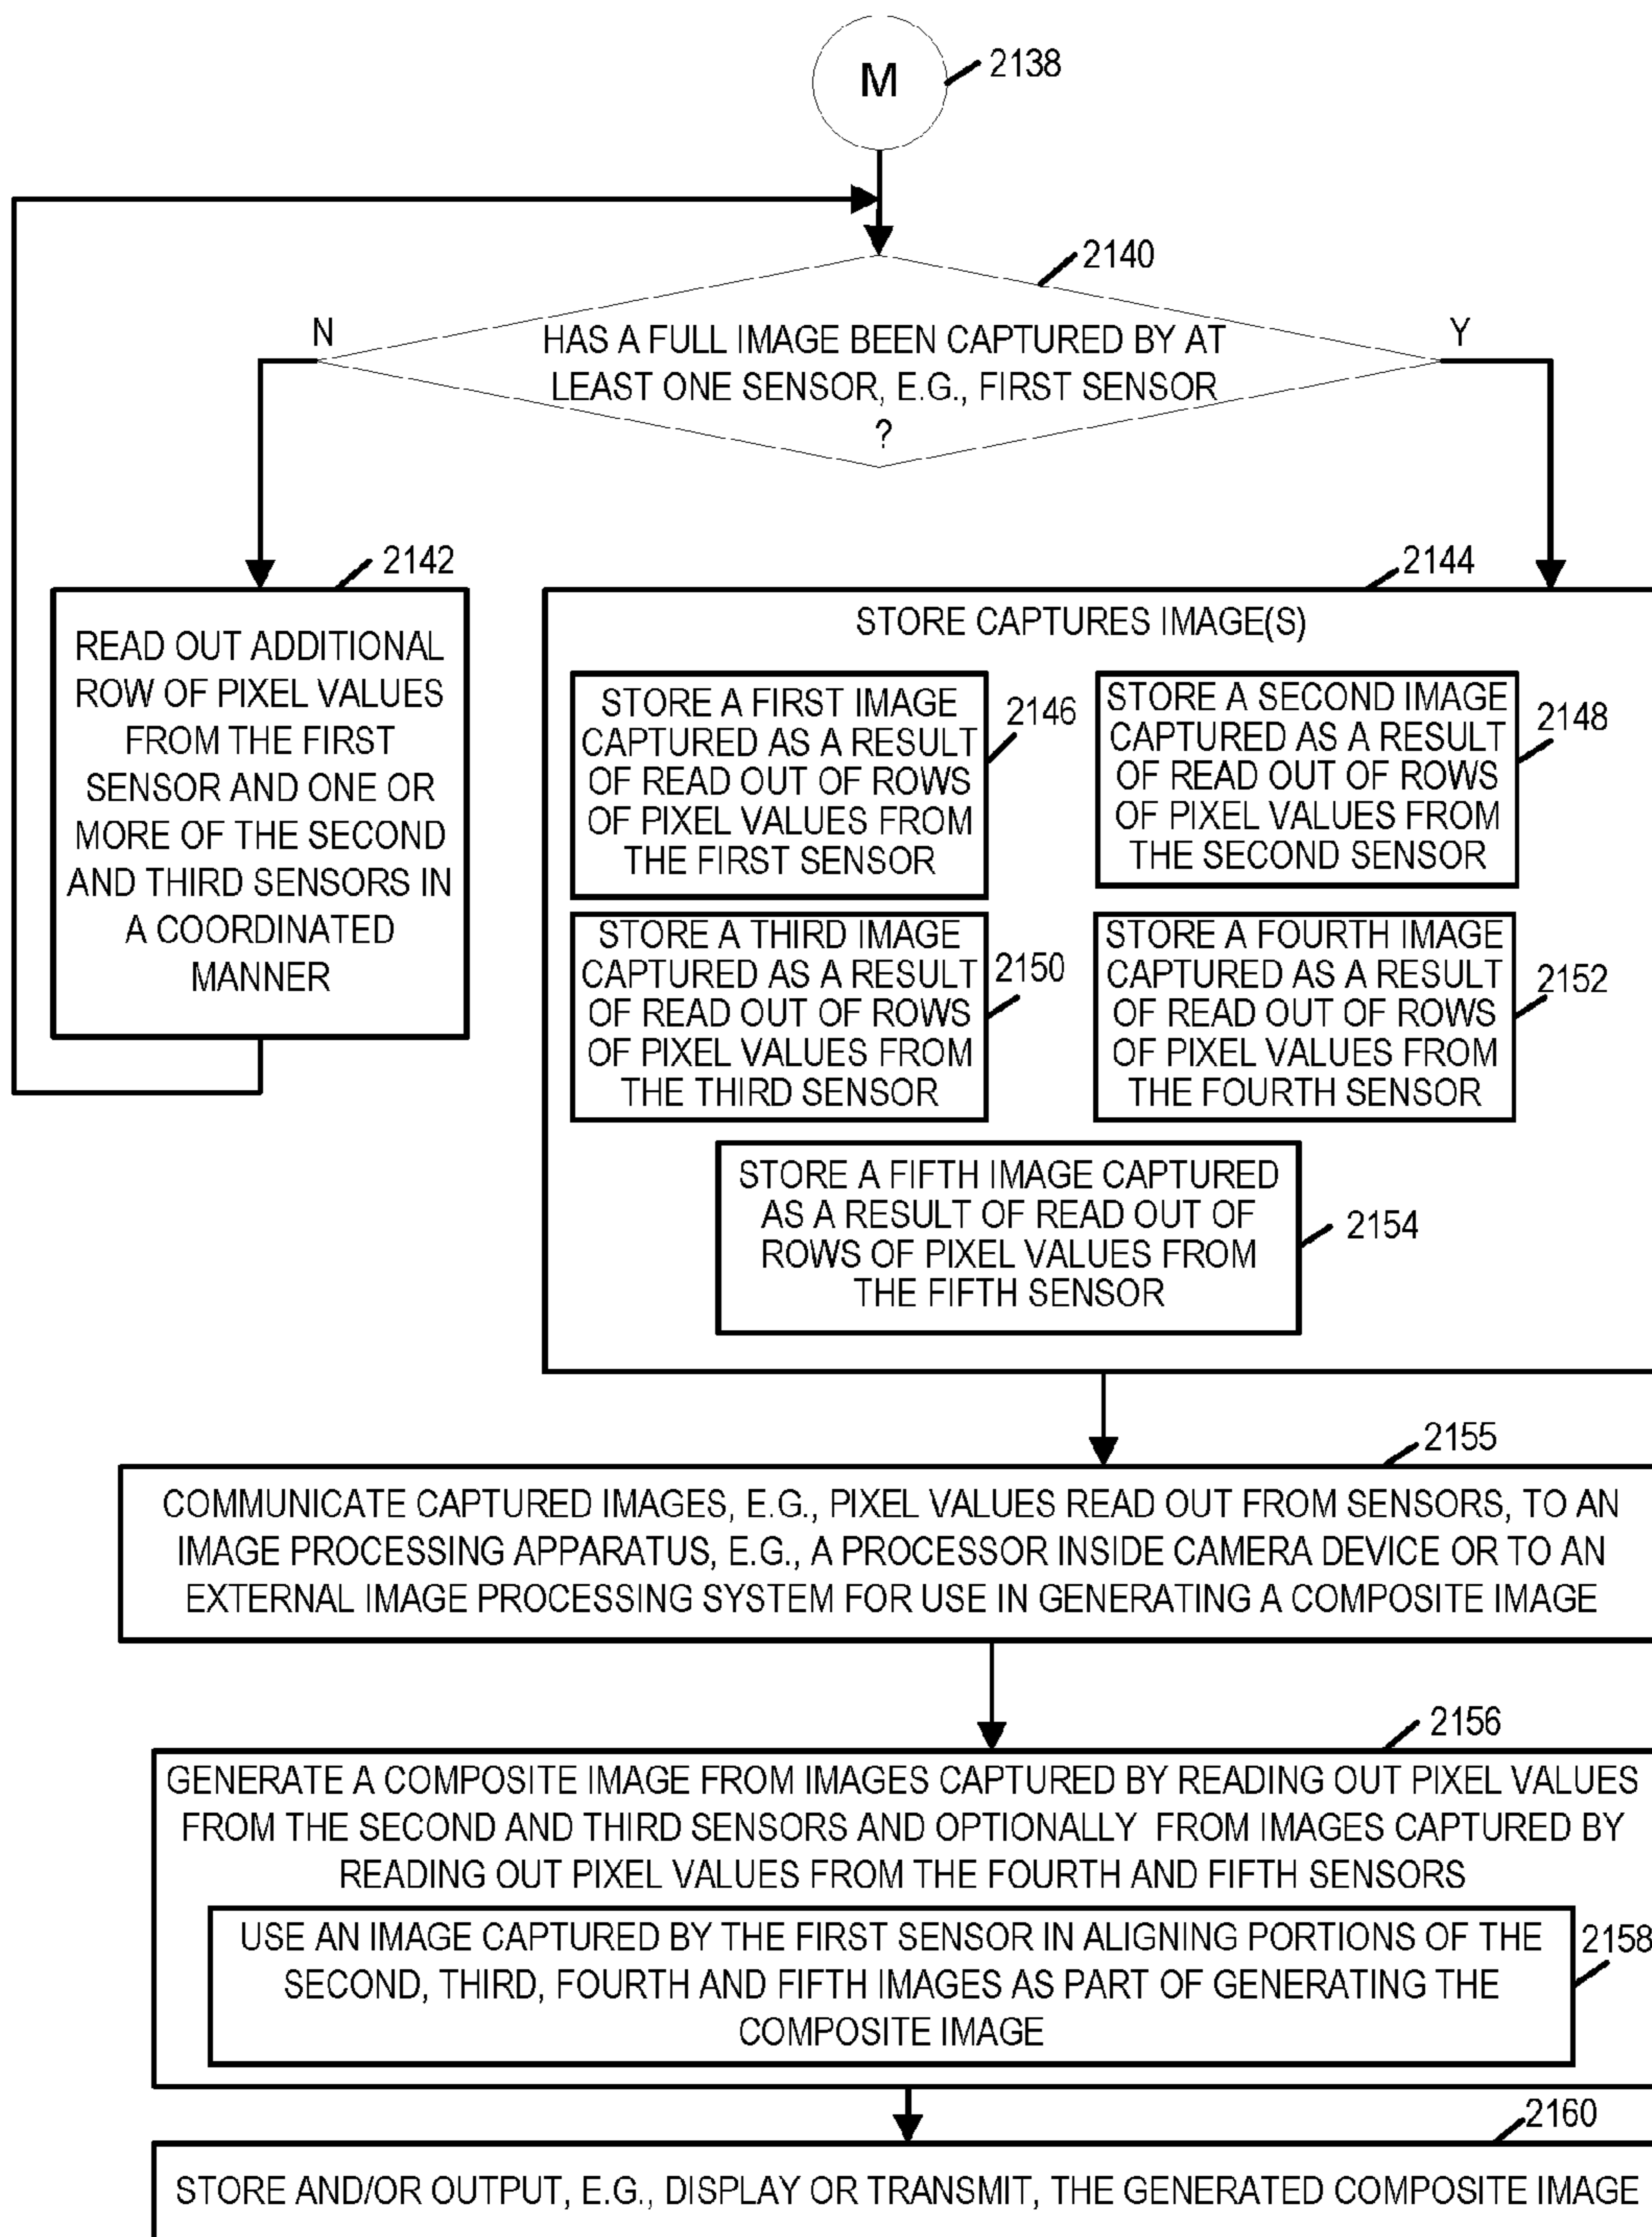 M
2138
2140
N
HAS A FULL IMAGE BEEN CAPTURED BY AT
LEAST ONE SENSOR, E.G., FIRST SENSOR
?
Y
2142
READ OUT ADDITIONAL
ROW OF PIXEL VALUES
FROM THE FIRST
SENSOR AND ONE OR
MORE OF THE SECOND
AND THIRD SENSORS IN
A COORDINATED
MANNER
2144
STORE CAPTURES IMAGE(S)
STORE A FIRST IMAGE
CAPTURED AS A RESULT
OF READ OUT OF ROWS
OF PIXEL VALUES FROM
THE FIRST SENSOR
2146
STORE A SECOND IMAGE
CAPTURED AS A RESULT
OF READ OUT OF ROWS
OF PIXEL VALUES FROM
THE SECOND SENSOR
2148
STORE A THIRD IMAGE
CAPTURED AS A RESULT
OF READ OUT OF ROWS
OF PIXEL VALUES FROM
THE THIRD SENSOR
2150
STORE A FOURTH IMAGE
CAPTURED AS A RESULT
OF READ OUT OF ROWS
OF PIXEL VALUES FROM
THE FOURTH SENSOR
2152
STORE A FIFTH IMAGE CAPTURED
AS A RESULT OF READ OUT OF
ROWS OF PIXEL VALUES FROM
THE FIFTH SENSOR
2154
2155
COMMUNICATE CAPTURED IMAGES, E.G., PIXEL VALUES READ OUT FROM SENSORS, TO AN
IMAGE PROCESSING APPARATUS, E.G., A PROCESSOR INSIDE CAMERA DEVICE OR TO AN
EXTERNAL IMAGE PROCESSING SYSTEM FOR USE IN GENERATING A COMPOSITE IMAGE
2156
GENERATE A COMPOSITE IMAGE FROM IMAGES CAPTURED BY READING OUT PIXEL VALUES
FROM THE SECOND AND THIRD SENSORS AND OPTIONALLY FROM IMAGES CAPTURED BY
READING OUT PIXEL VALUES FROM THE FOURTH AND FIFTH SENSORS
USE AN IMAGE CAPTURED BY THE FIRST SENSOR IN ALIGNING PORTIONS OF THE
SECOND, THIRD, FOURTH AND FIFTH IMAGES AS PART OF GENERATING THE
COMPOSITE IMAGE
2158
2160
STORE AND/OR OUTPUT, E.G., DISPLAY OR TRANSMIT, THE GENERATED COMPOSITE IMAGE